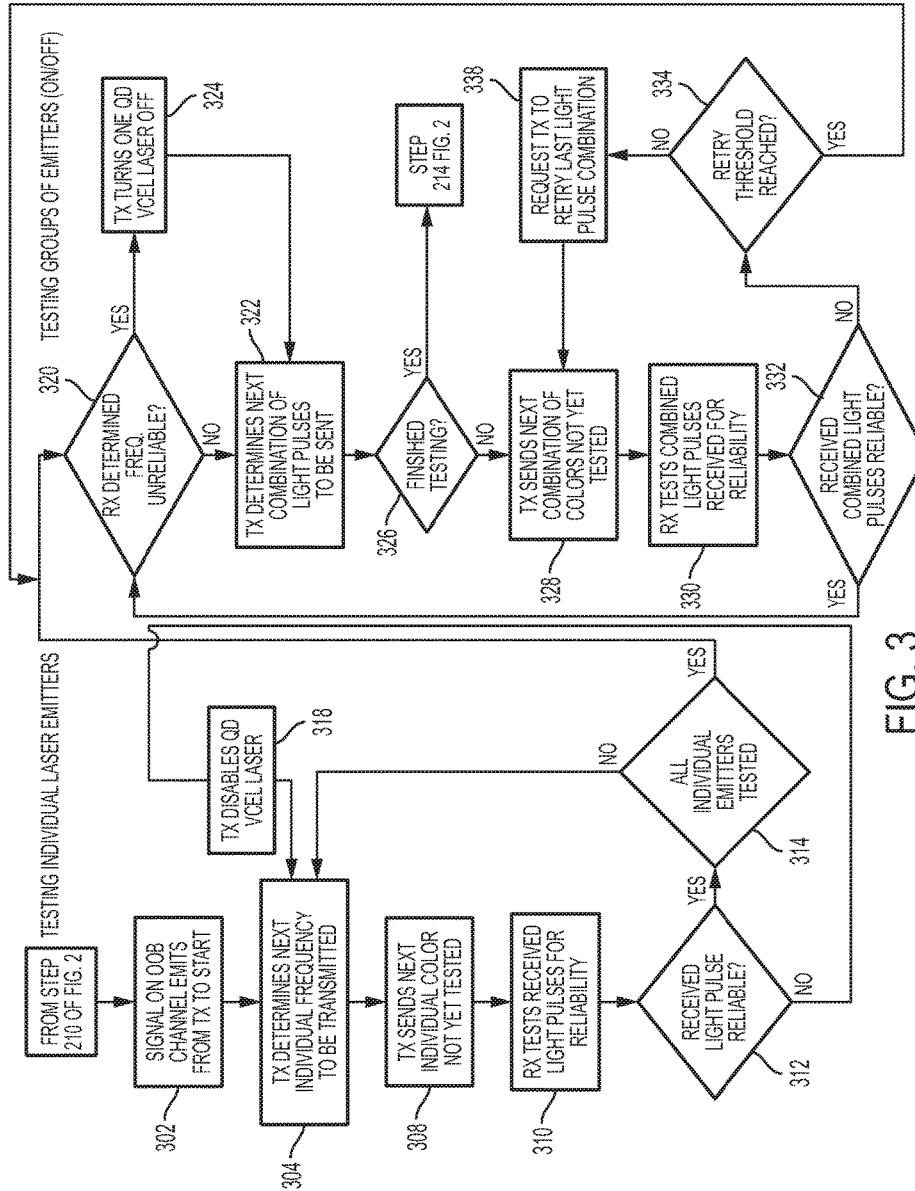 TESTING INDIVIDUAL LASER EMITTERS
FROM STEP
210 OF FIG. 2
SIGNAL ON OOB
CHANNEL EMITS
FROM TX TO START
302
TX DETERMINES NEXT
INDIVIDUAL FREQUENCY
TO BE TRANSMITTED
304
TX SENDS NEXT
INDIVIDUAL COLOR
NOT YET TESTED
308
RX TESTS RECEIVED
LIGHT PULSES FOR
RELIABILITY
310
RECEIVED
LIGHT PULSE
RELIABLE?
312
YES
NO
ALL
INDIVIDUAL
EMITTERS
TESTED
314
NO
YES
TX DISABLES QD
VCEL LASER
318
TESTING GROUPS OF EMITTERS (ON/OFF)
RX DETERMINED
FREQ.
UNRELIABLE?
320
YES
NO
TX TURNS ONE QD
VCEL LASER OFF
324
TX DETERMINES NEXT
COMBINATION OF
LIGHT PULSES
TO BE SENT
322
FINSIHED
TESTING?
326
YES
NO
STEP
214 FIG. 2
TX SENDS NEXT
COMBINATION OF
COLORS NOT YET
TESTED
328
RX TESTS COMBINED
LIGHT PULSES
RECEIVED FOR
RELIABILITY
330
RECEIVED
COMBINED LIGHT
PULSES RELIABLE?
332
YES
NO
RETRY
THRESHOLD
REACHED?
334
NO
YES
REQUEST TX TO
RETRY LAST LIGHT
PULSE COMBINATION
338
FIG. 3